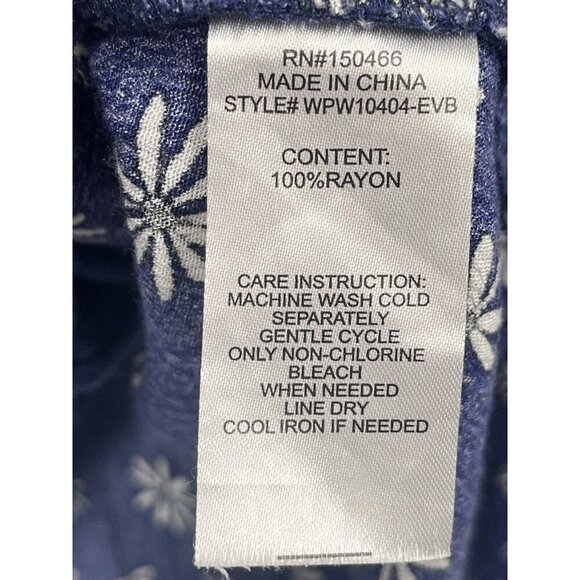 RN#150466
MADE IN CHINA
STYLE# WPW10404-EVB
CONTENT:
100%RAYON
CARE INSTRUCTION:
MACHINE WASH COLD
SEPARATELY
GENTLE CYCLE
ONLY NON-CHLORINE
BLEACH
WHEN NEEDED
LINE DRY
COOL IRON IF NEEDED